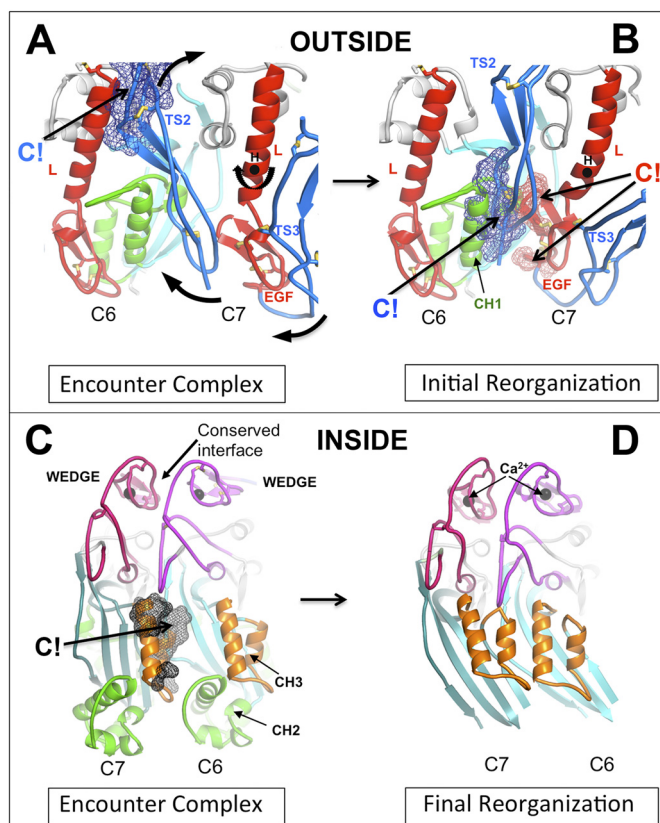 A
OUTSIDE
B
TS2
TS2
C!
L
H
L
L
H
C!
TS3
TS3
EGF
EGF
C!
CH1
C6
C7
C6
C7
Encounter Complex
Initial Reorganization
C
Conserved
interface
INSIDE
D
WEDGE
WEDGE
Ca²⁺
C!
CH3
CH2
C7
C6
C7
C6
Encounter Complex
Final Reorganization